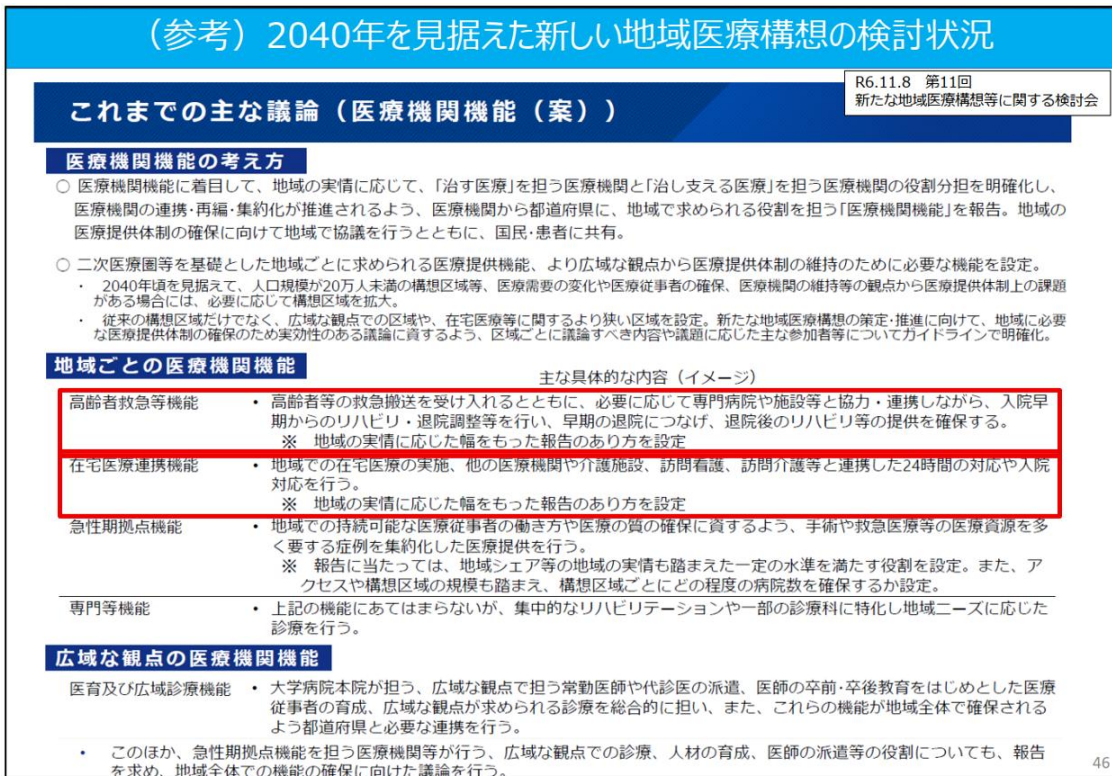 （参考）2040年を見据えた新しい地域医療構想の検討状況
R6.11.8　第11回
新たな地域医療構想等に関する検討会
これまでの主な議論（医療機関機能（案））
医療機関機能の考え方
○ 医療機関機能に着目して、地域の実情に応じて、「治す医療」を担う医療機関と「治し支える医療」を担う医療機関の役割分担を明確化し、
医療機関の連携・再編・集約化が推進されるよう、医療機関から都道府県に、地域で求められる役割を担う「医療機関機能」を報告。地域の
医療提供体制の確保に向けて地域で協議を行うとともに、国民・患者に共有。
○ 二次医療圏等を基礎とした地域ごとに求められる医療提供機能、より広域な観点から医療提供体制の維持のために必要な機能を設定。
・ 2040年頃を見据えて、人口規模が20万人未満の構想区域等、医療需要の変化や医療従事者の確保、医療機関の維持等の観点から医療提供体制上の課題
がある場合には、必要に応じて構想区域を拡大。
・ 従来の構想区域だけでなく、広域な観点での区域や、在宅医療等に関するより狭い区域を設定。新たな地域医療構想の策定・推進に向けて、地域に必要
な医療提供体制の確保のため実効性のある議論に資するよう、区域ごとに議論すべき内容や議題に応じた主な参加者等についてガイドラインで明確化。
地域ごとの医療機関機能
主な具体的な内容（イメージ）
高齢者救急等機能 • 高齢者等の救急搬送を受け入れるとともに、必要に応じて専門病院や施設等と協力・連携しながら、入院早
期からのリハビリ・退院調整等を行い、早期の退院につなげ、退院後のリハビリ等の提供を確保する。
※ 地域の実情に応じた幅をもった報告のあり方を設定
在宅医療連携機能 • 地域での在宅医療の実施、他の医療機関や介護施設、訪問看護、訪問介護等と連携した24時間の対応や入院
対応を行う。
※ 地域の実情に応じた幅をもった報告のあり方を設定
急性期拠点機能 • 地域での持続可能な医療従事者の働き方や医療の質の確保に資するよう、手術や救急医療等の医療資源を多
く要する症例を集約化した医療提供を行う。
※ 報告に当たっては、地域シェア等の地域の実情も踏まえた一定の水準を満たす役割を設定。また、ア
クセスや構想区域の規模も踏まえ、構想区域ごとにどの程度の病院数を確保するか設定。
専門等機能 • 上記の機能にあてはまらないが、集中的なリハビリテーションや一部の診療科に特化し地域ニーズに応じた
診療を行う。
広域な観点の医療機関機能
医育及び広域診療機能 • 大学病院本院が担う、広域な観点で担う常勤医師や代診医の派遣、医師の卒前・卒後教育をはじめとした医療
従事者の育成、広域な観点が求められる診療を総合的に担い、また、これらの機能が地域全体で確保される
よう都道府県と必要な連携を行う。
• このほか、急性期拠点機能を担う医療機関等が行う、広域な観点での診療、人材の育成、医師の派遣等の役割についても、報告
を求め、地域全体での機能の確保に向けた議論を行う。
46